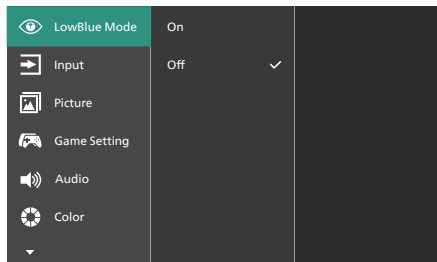 LowBlue Mode
On
Input
Off
Picture
Game Setting
Audio
Color